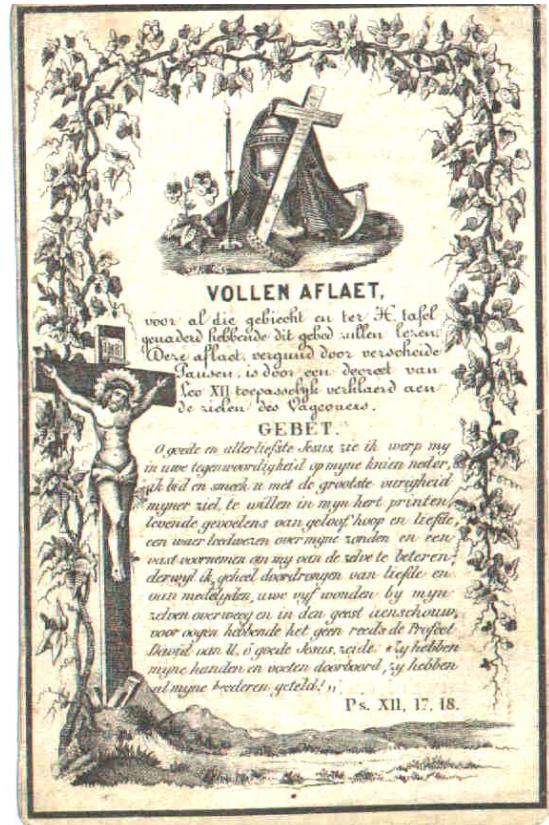 INRI
VOLLEN AFLAET,
voor al die gebiecht en ter H. tafel
genaderd hebbende dit gebed zullen lezen.
Deze aflaet, vergund door verscheide
Pausen, is door een decreet van
Leo XII toepasselyk verklaerd aen
de zielen des Vagevuers.
GEBET.
O goede en allerliefste Jesus, zie ik werp my
in uwe tegenwoordigheid op myne knien neder,
ik bid en smeek u met de grootste vurigheid
myner ziel, te willen in myn hert printen
levende gevoelens van geloof, hoop en liefde,
een waer leedwezen over myne zonden en een
vast voornemen om my van de zelve te beteren,
derwyl ik, geheel doordrongen van liefde en
van medelyden, uwe vyf wonden by myn
zelven overweeg en in den geest aenschouw,
voor oogen hebbende het geen reeds de Profeet
David van U, ó goede Jesus, zeide: „zy hebben
myne handen en voeten doorboord, zy hebben
al myne beederen geteld!„
Ps. XII, 17, 18.